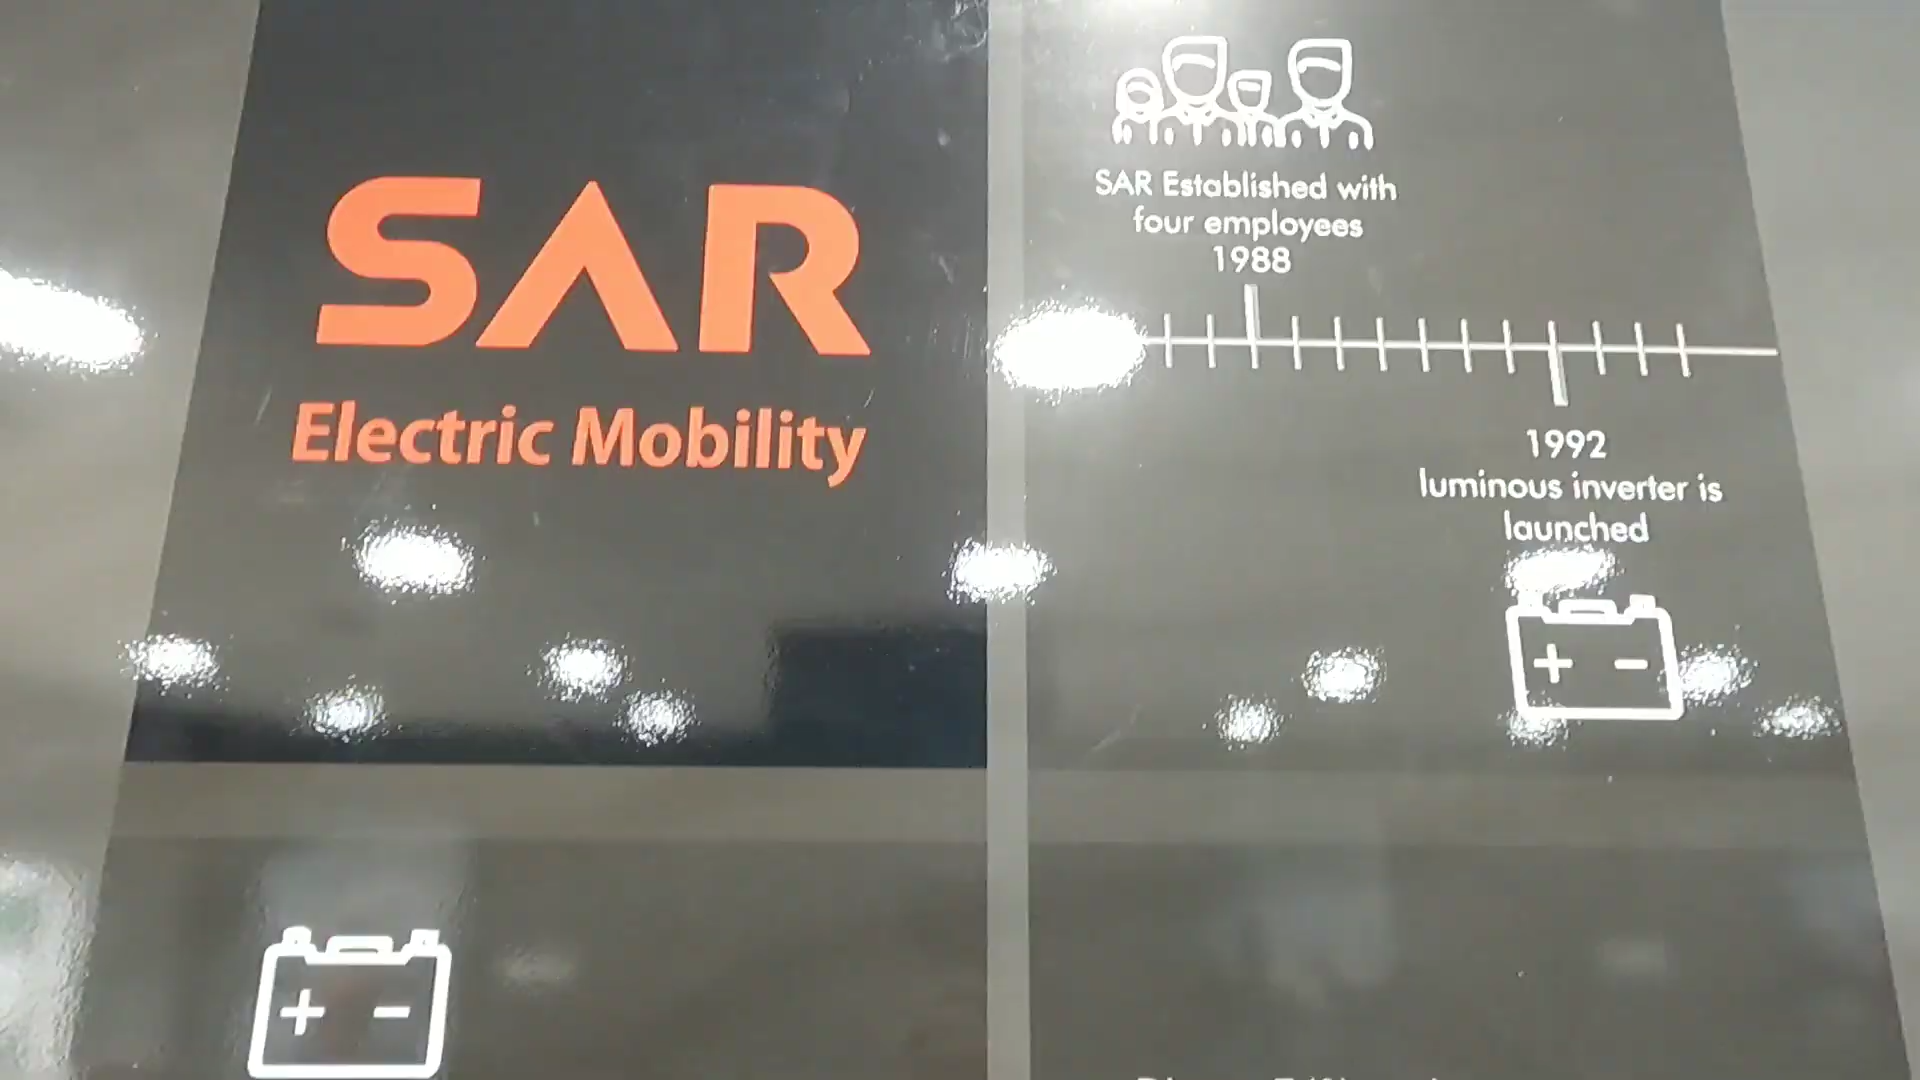 SAR
Electric Mobility
SAR Established with
four employees
1988
1992
luminous inverter is
launched
+ -
+ -